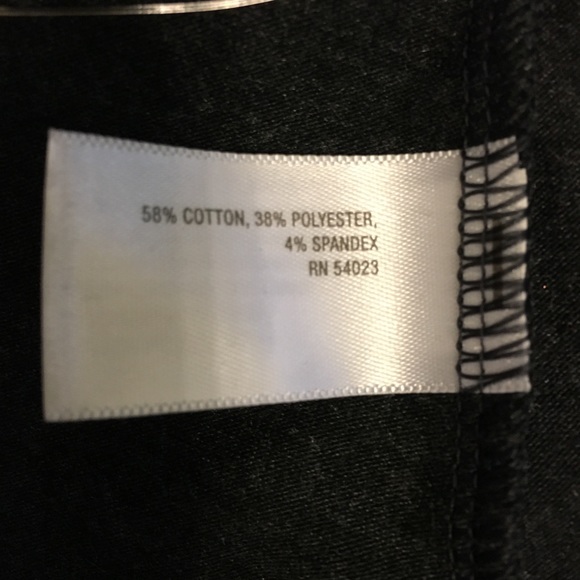 58% COTTON, 38% POLYESTER,
4% SPANDEX
RN 54023